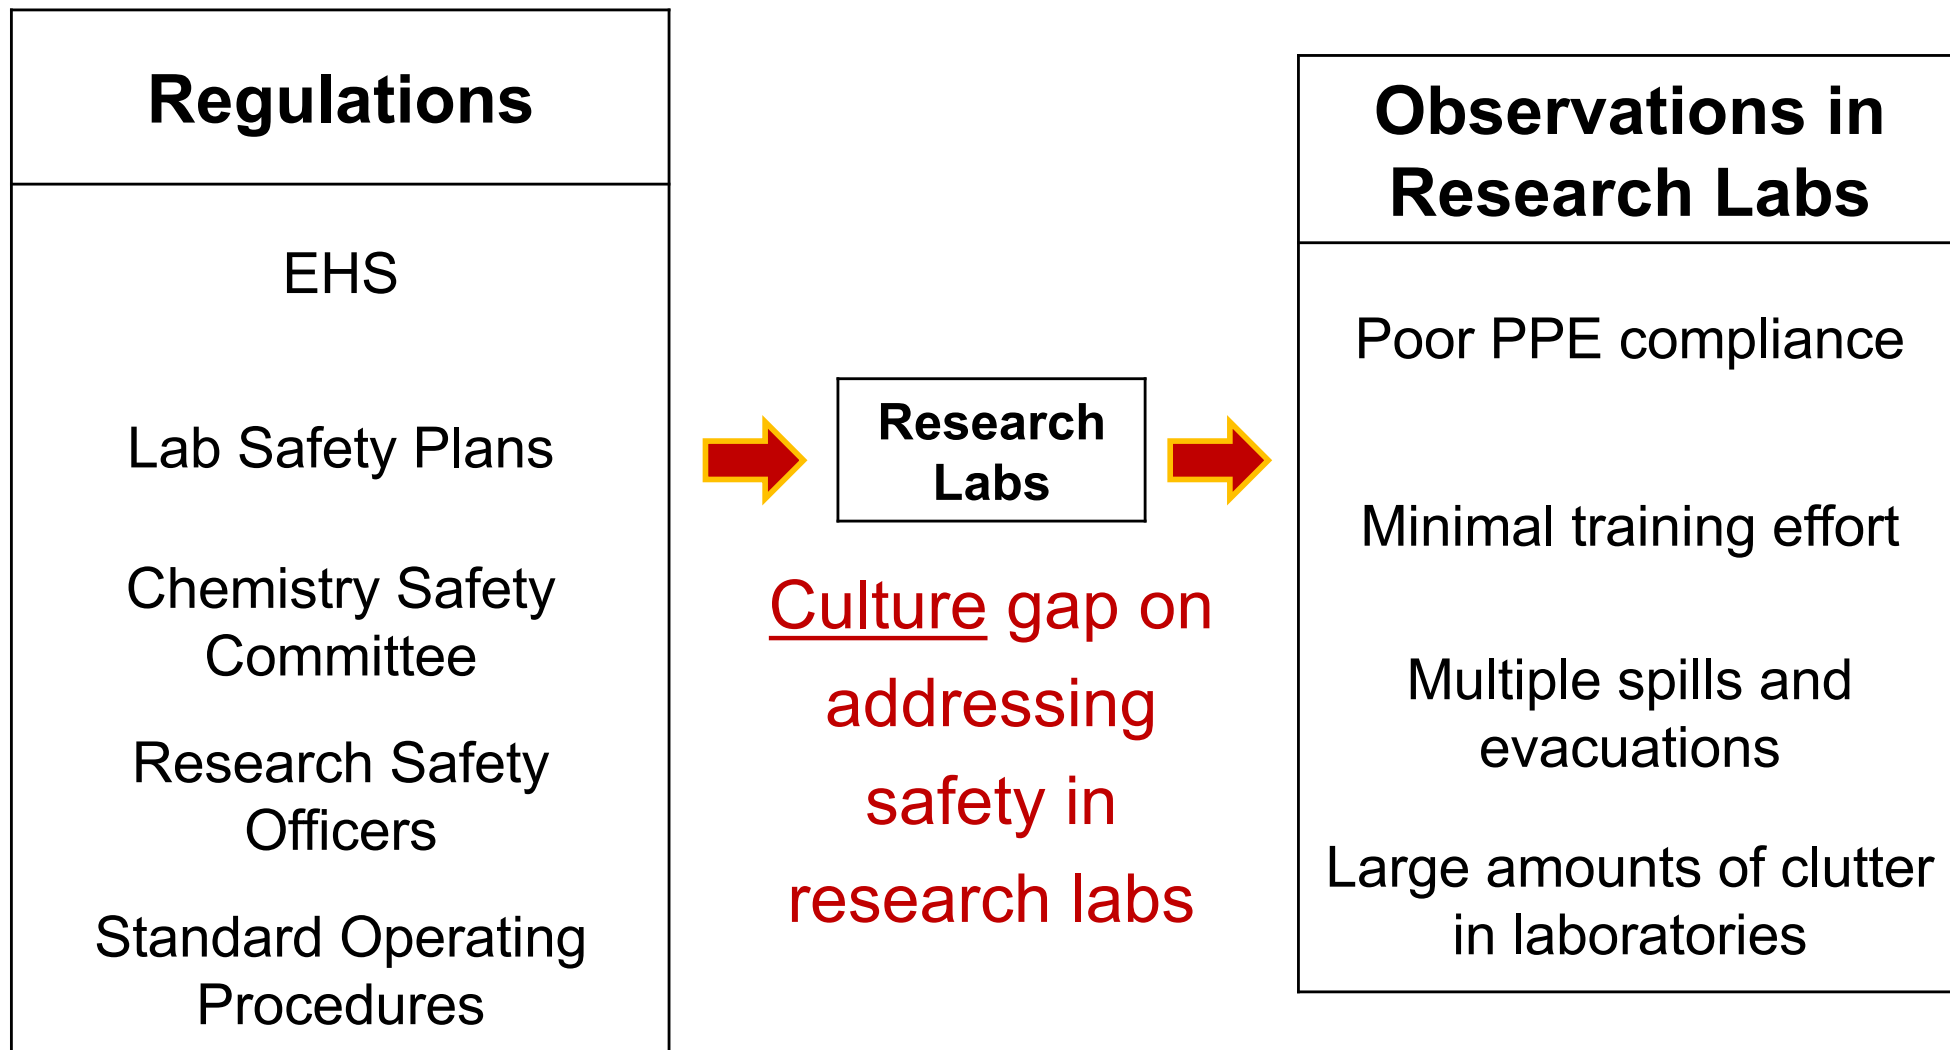 Regulations
EHS
Lab Safety Plans
Chemistry Safety
Committee
Research Safety
Officers
Standard Operating
Procedures
Research
Labs
Culture gap on
addressing
safety in
research labs
Observations in
Research Labs
Poor PPE compliance
Minimal training effort
Multiple spills and
evacuations
Large amounts of clutter
in laboratories